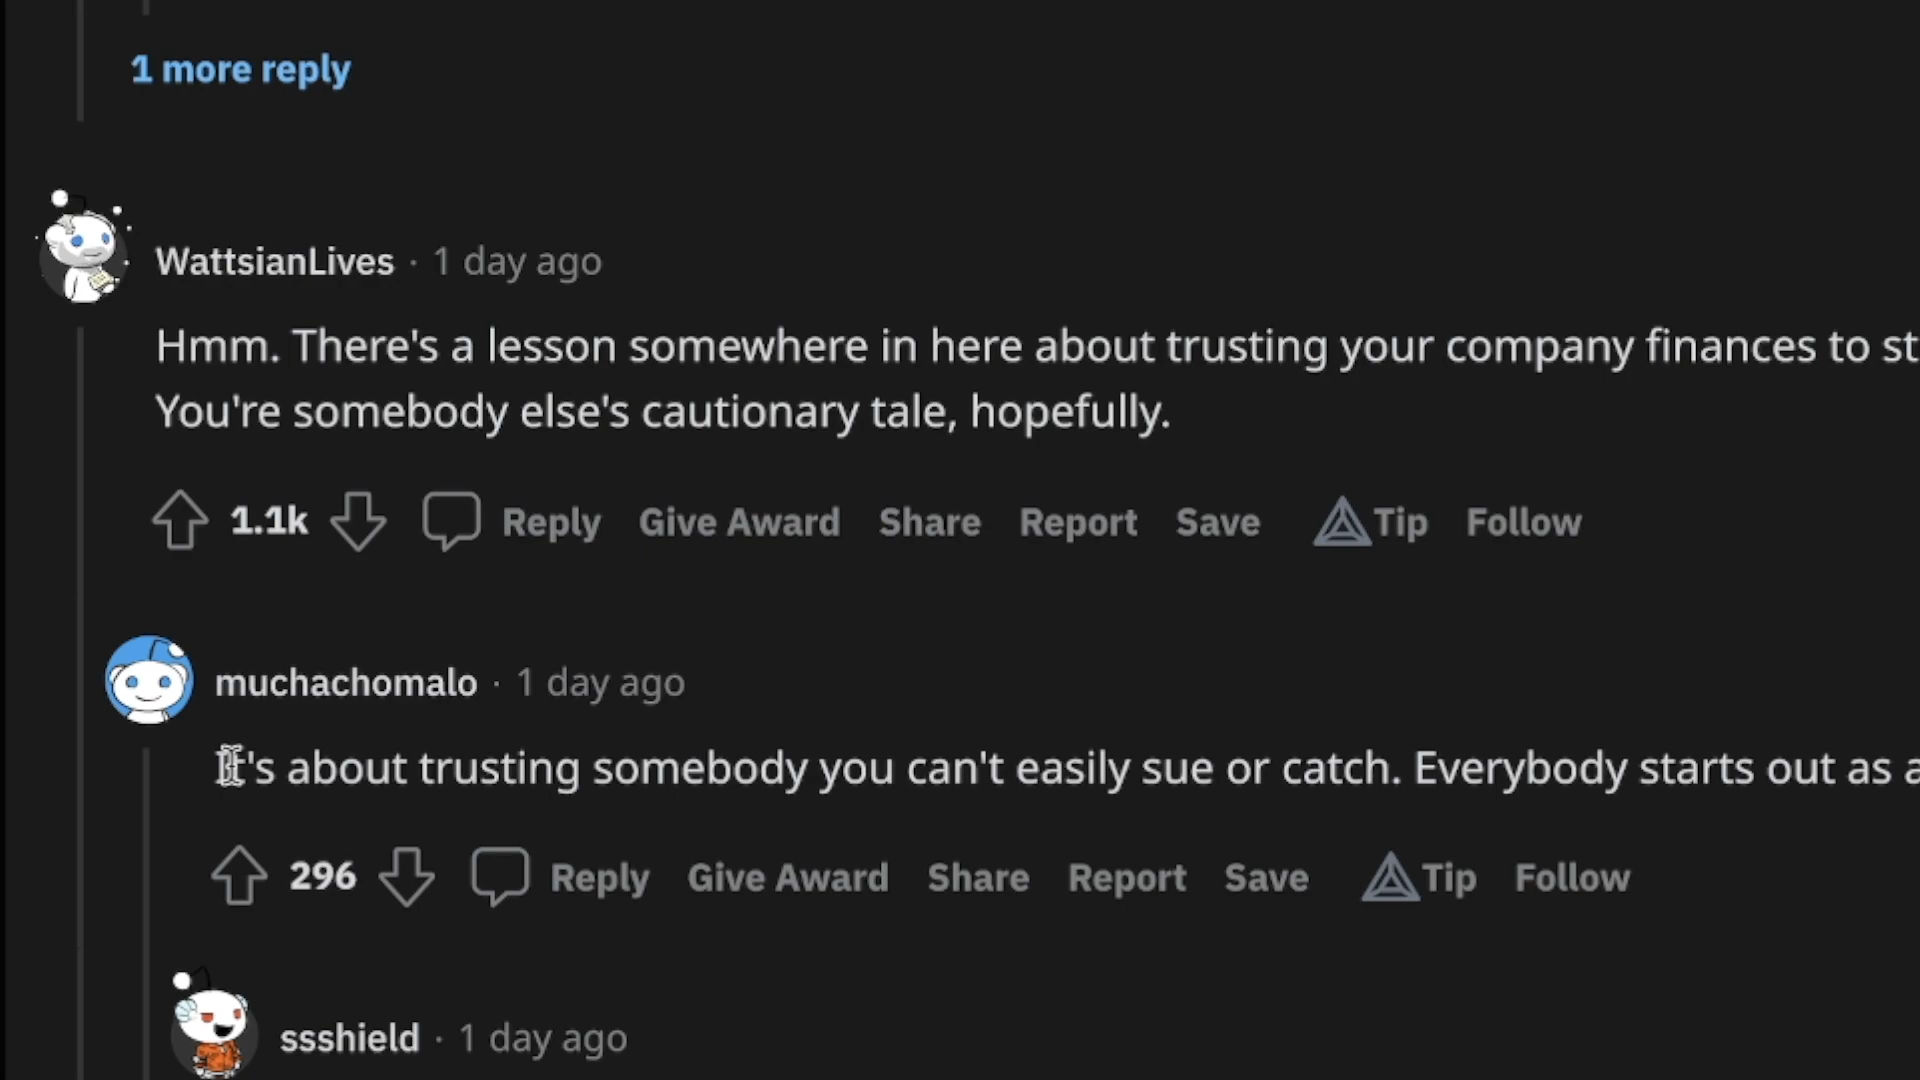 1 more reply
WattsianLives · 1 day ago
Hmm. There's a lesson somewhere in here about trusting your company finances to
You're somebody else's cautionary tale, hopefully.
1.1k Reply Give Award Share Report Save Tip Follow
muchachomalo · 1 day ago
It's about trusting somebody you can't easily sue or catch. Everybody starts out as
296 Reply Give Award Share Report Save Tip Follow
ssshield · 1 day ago